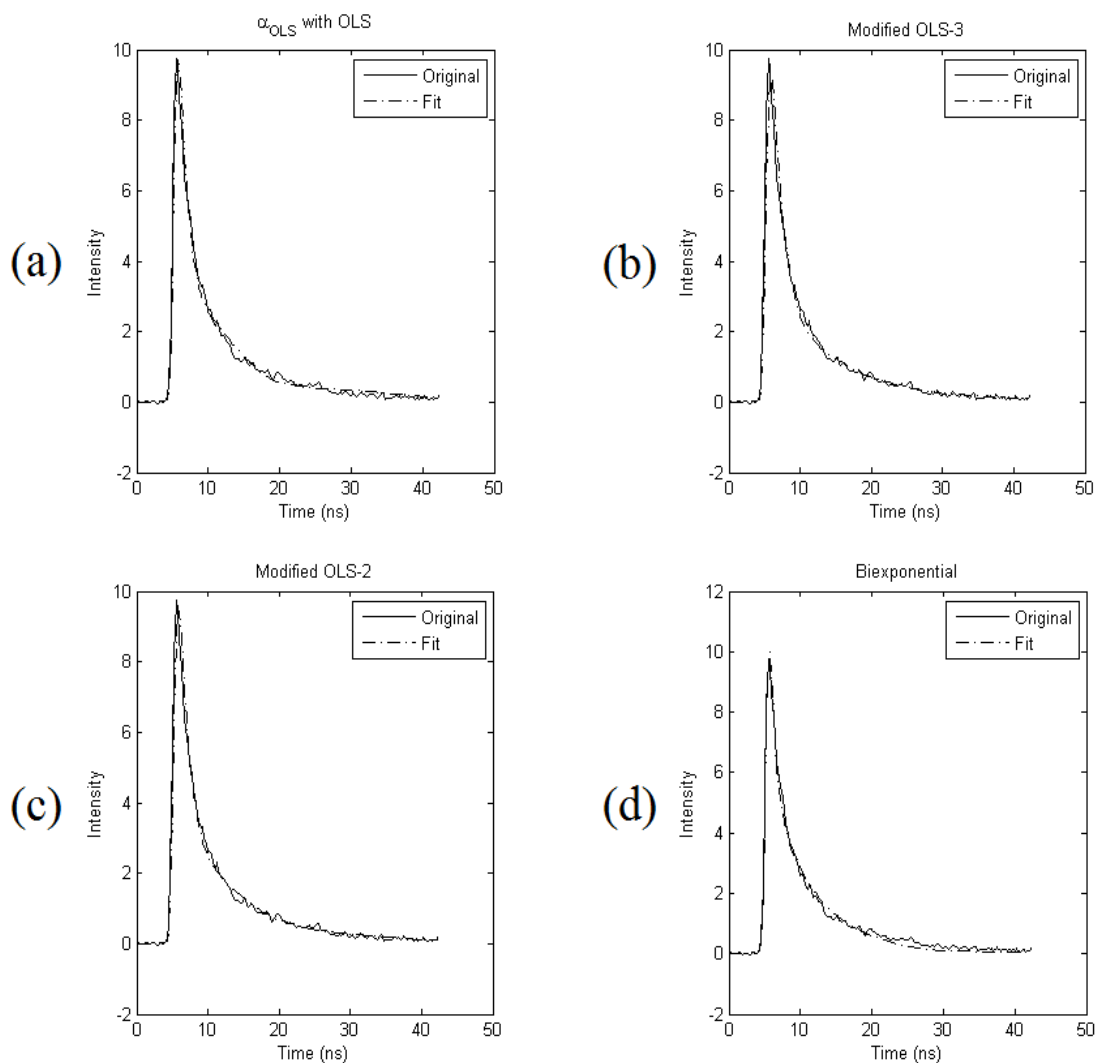 α_OLS with OLS
(a)
Intensity
10
8
6
4
2
0
-2
0 10 20 30 40 50
Time (ns)
Original
Fit
Modified OLS-3
(b)
Intensity
10
8
6
4
2
0
-2
0 10 20 30 40 50
Time (ns)
Original
Fit
Modified OLS-2
(c)
Intensity
10
8
6
4
2
0
-2
0 10 20 30 40 50
Time (ns)
Original
Fit
Biexponential
(d)
Intensity
12
10
8
6
4
2
0
-2
0 10 20 30 40 50
Time (ns)
Original
Fit